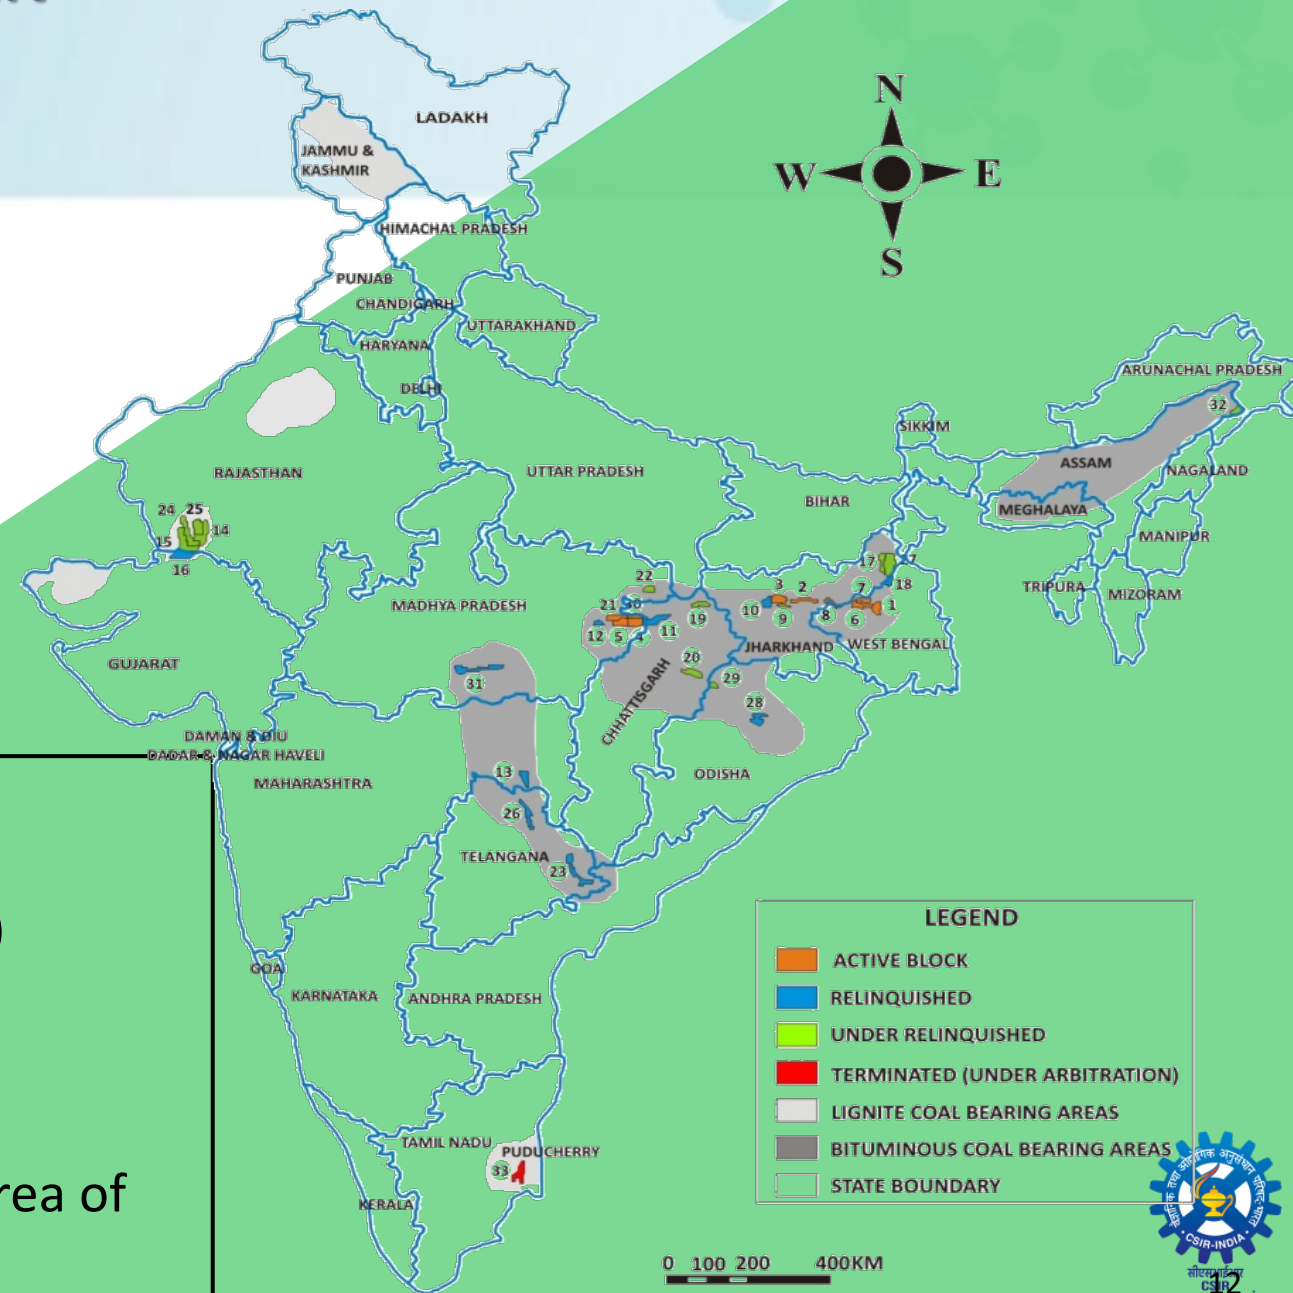 N
W E
S
LADAKH
JAMMU &
KASHMIR
HIMACHAL PRADESH
PUNJAB
CHANDIGARH
UTTARAKHAND
HARYANA
DELHI
ARUNACHAL PRADESH
32
SIKKIM
RAJASTHAN
UTTAR PRADESH
ASSAM
NAGALAND
BIHAR
24 25
14
15
16
MEGHALAYA
MANIPUR
TRIPURA
MIZORAM
17 27
18
22
3 2
7
1
21 30
10
9
8
6
19
MADHYA PRADESH
12 5 4 11
JHARKHAND
WEST BENGAL
GUJARAT
20
29
31
28
CHHATTISGARH
DAMAN & DIU
DADAR & NAGAR HAVELI
MAHARASHTRA
13
ODISHA
26
TELANGANA
23
)
GOA
KARNATAKA
ANDHRA PRADESH
TAMIL NADU
PUDUCHERRY
33
KERALA
rea of
LEGEND
ACTIVE BLOCK
RELINQUISHED
UNDER RELINQUISHED
TERMINATED (UNDER ARBITRATION)
LIGNITE COAL BEARING AREAS
BITUMINOUS COAL BEARING AREAS
STATE BOUNDARY
0 100 200 400KM
CSIR-INDIA
सीएसआईआर
CSIR
12